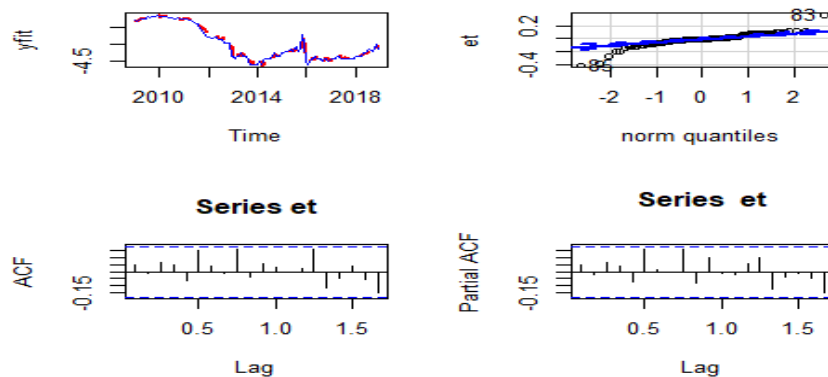 yfit
-4.5
2010 2014 2018
Time
et
0.2
-0.4
83
85
-2 -1 0 1 2
norm quantiles
Series et
ACF
-0.15
0.5 1.0 1.5
Lag
Series et
Partial ACF
-0.15
0.5 1.0 1.5
Lag